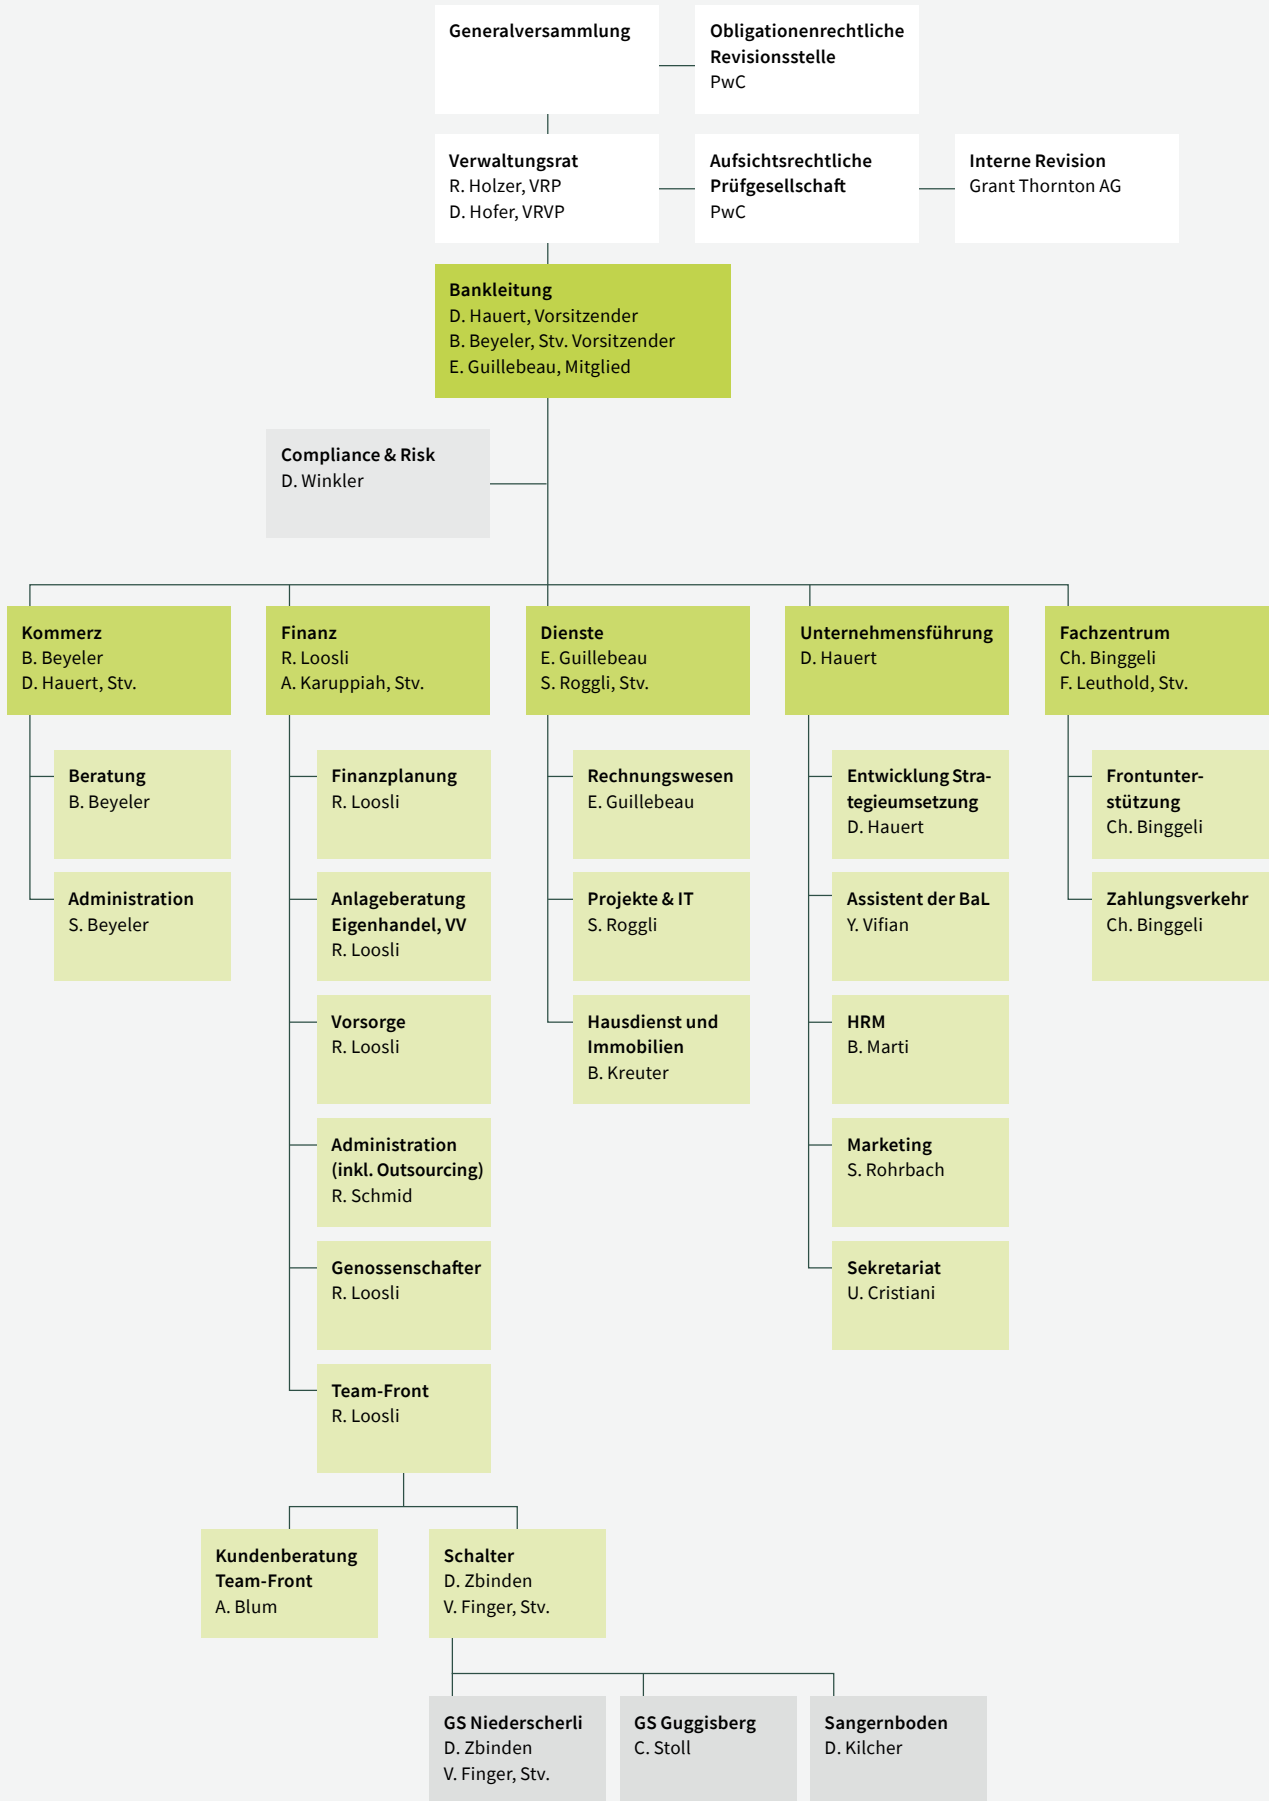 Generalversammlung
Obligationenrechtliche
Revisionsstelle
PwC
Verwaltungsrat
R. Holzer, VRP
D. Hofer, VRVP
Aufsichtsrechtliche
Prüfgesellschaft
PwC
Interne Revision
Grant Thornton AG
Bankleitung
D. Hauert, Vorsitzender
B. Beyeler, Stv. Vorsitzender
E. Guillebeau, Mitglied
Compliance & Risk
D. Winkler
Kommerz
B. Beyeler
D. Hauert, Stv.
Finanz
R. Loosli
A. Karuppiah, Stv.
Dienste
E. Guillebeau
S. Roggli, Stv.
Unternehmensführung
D. Hauert
Fachzentrum
Ch. Binggeli
F. Leuthold, Stv.
Beratung
B. Beyeler
Administration
S. Beyeler
Finanzplanung
R. Loosli
Anlageberatung
Eigenhandel, VV
R. Loosli
Vorsorge
R. Loosli
Administration
(inkl. Outsourcing)
R. Schmid
Genossenschafter
R. Loosli
Team-Front
R. Loosli
Rechnungswesen
E. Guillebeau
Projekte & IT
S. Roggli
Hausdienst und
Immobilien
B. Kreuter
Entwicklung Stra-
tegieumsetzung
D. Hauert
Assistent der BaL
Y. Vifian
HRM
B. Marti
Marketing
S. Rohrbach
Sekretariat
U. Cristiani
Frontunter-
stützung
Ch. Binggeli
Zahlungsverkehr
Ch. Binggeli
Kundenberatung
Team-Front
A. Blum
Schalter
D. Zbinden
V. Finger, Stv.
GS Niederscherli
D. Zbinden
V. Finger, Stv.
GS Guggisberg
C. Stoll
Sangernboden
D. Kilcher